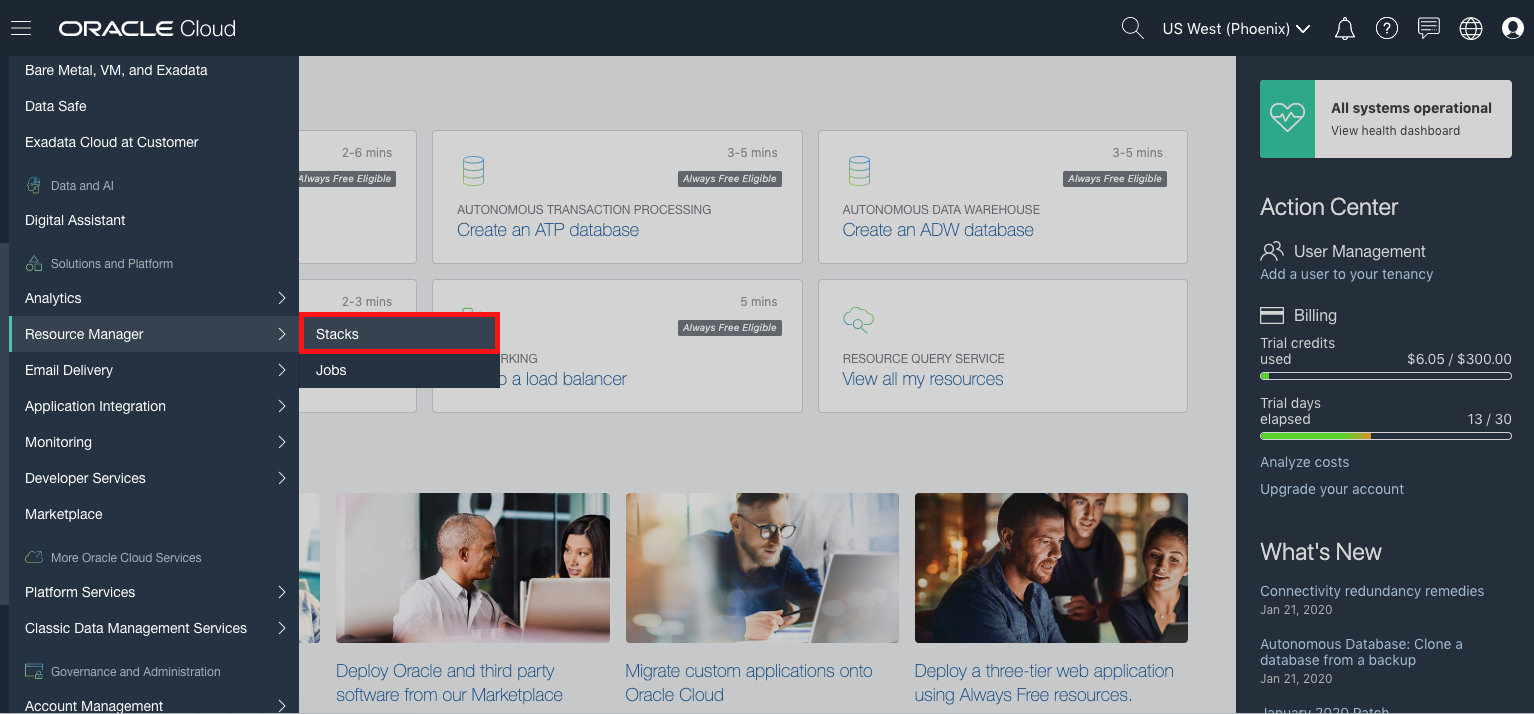 ORACLE Cloud
US West (Phoenix)
Bare Metal, VM, and Exadata
Data Safe
Exadata Cloud at Customer
Data and AI
Digital Assistant
Solutions and Platform
Analytics
Resource Manager
Email Delivery
Application Integration
Monitoring
Developer Services
Marketplace
More Oracle Cloud Services
Platform Services
Classic Data Management Services
Governance and Administration
Account Management
Stacks
Jobs
2-6 mins
Always Free Eligible
3-5 mins
Always Free Eligible
AUTONOMOUS TRANSACTION PROCESSING
Create an ATP database
3-5 mins
Always Free Eligible
AUTONOMOUS DATA WAREHOUSE
Create an ADW database
2-3 mins
5 mins
Always Free Eligible
RKING
a load balancer
RESOURCE QUERY SERVICE
View all my resources
Deploy Oracle and third party
software from our Marketplace
Migrate custom applications onto
Oracle Cloud
Deploy a three-tier web application
using Always Free resources.
All systems operational
View health dashboard
Action Center
User Management
Add a user to your tenancy
Billing
Trial credits
used $6.05 / $300.00
Trial days
elapsed 13 / 30
Analyze costs
Upgrade your account
What's New
Connectivity redundancy remedies
Jan 21, 2020
Autonomous Database: Clone a
database from a backup
Jan 21, 2020
January 2020 Patch